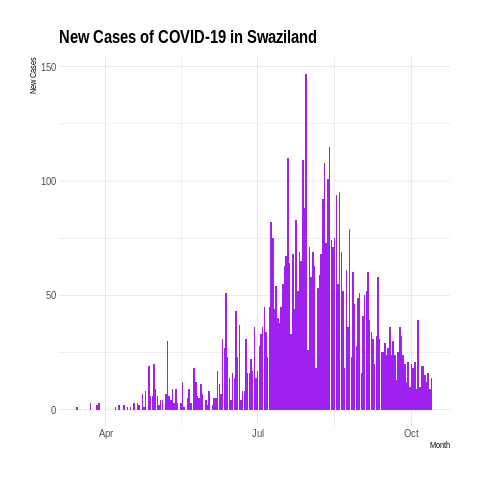 New Cases of COVID-19 in Swaziland
New Cases
150
100
50
0
Apr
Jul
Oct
Month